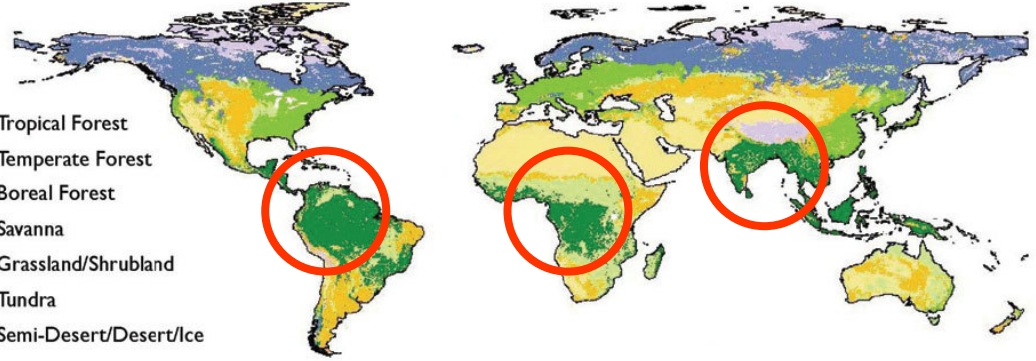 Tropical Forest
Temperate Forest
Boreal Forest
Savanna
Grassland/Shrubland
Tundra
Semi-Desert/Desert/Ice